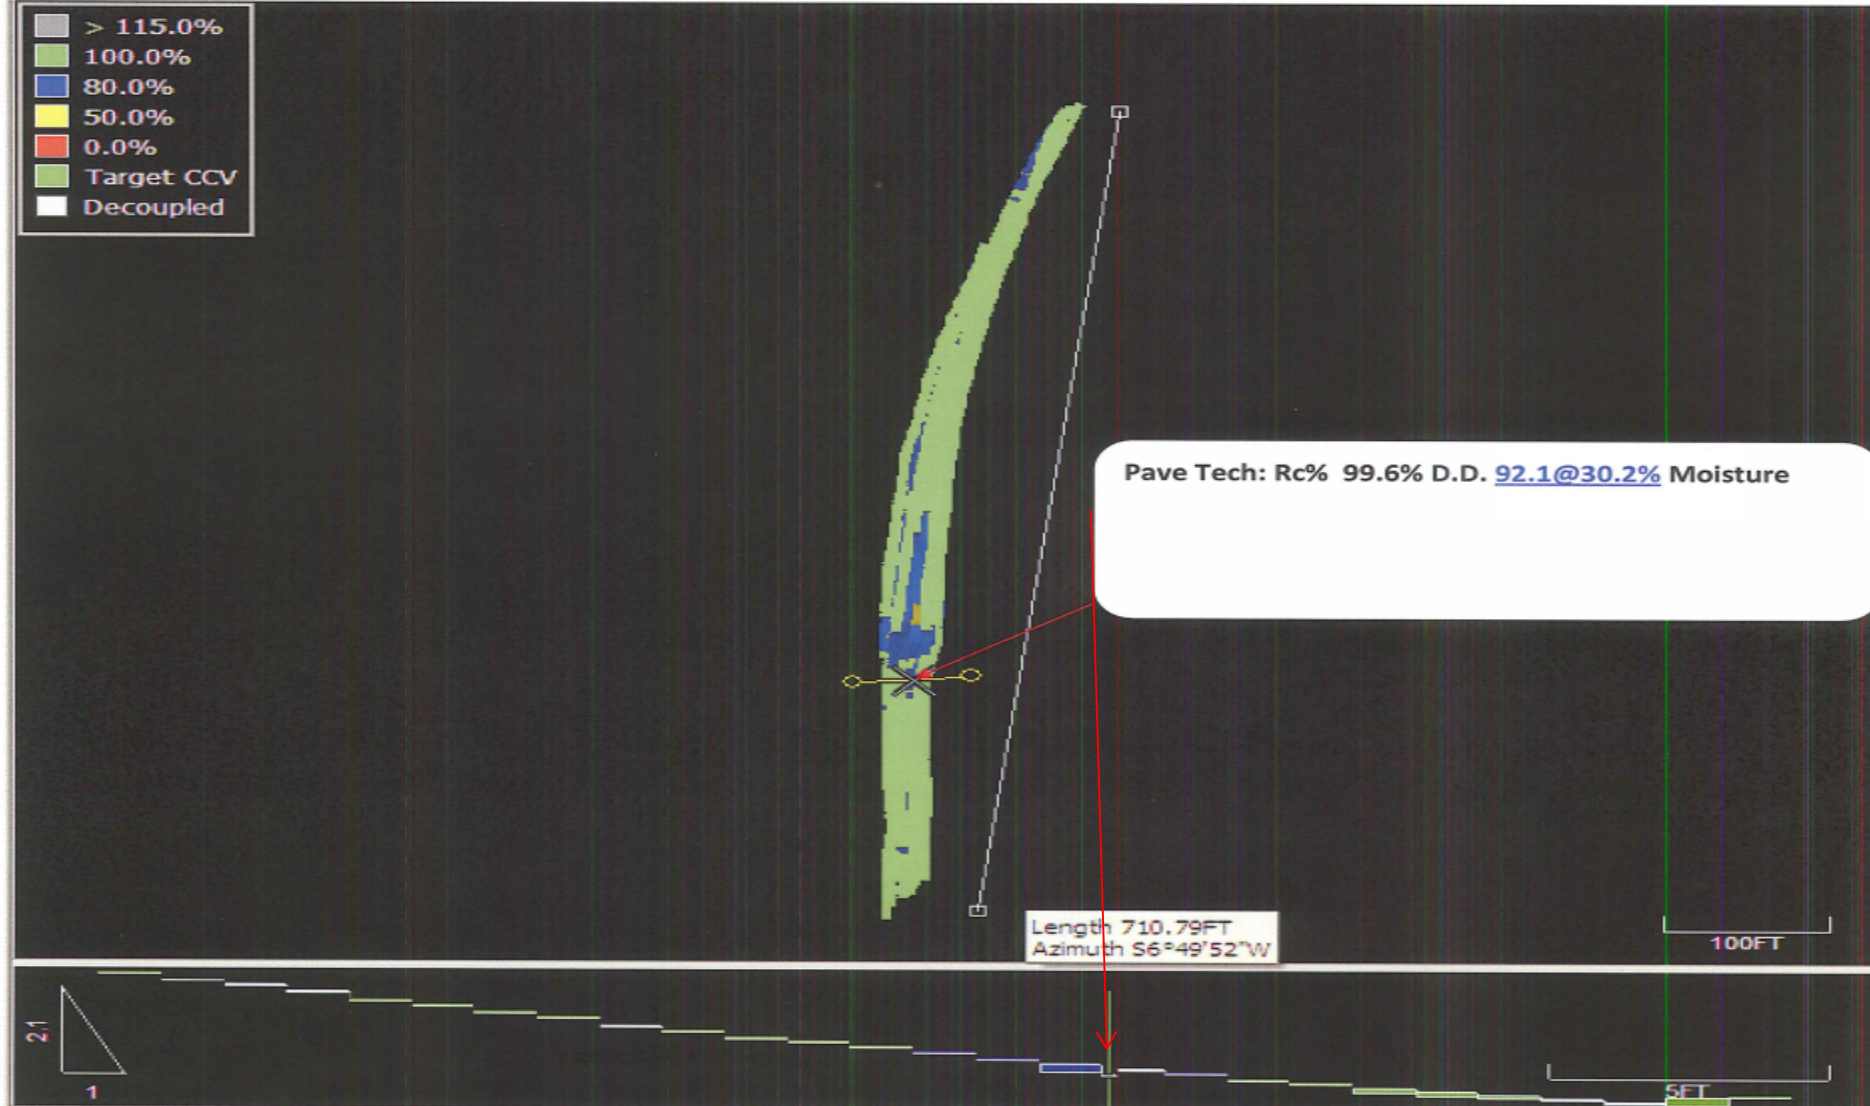 > 115.0%
100.0%
80.0%
50.0%
0.0%
Target CCV
Decoupled
Pave Tech: Rc% 99.6% D.D. 92.1@30.2% Moisture
Length 710.79FT
Azimuth S6°49'52"W
100FT
2.1
1
5FT